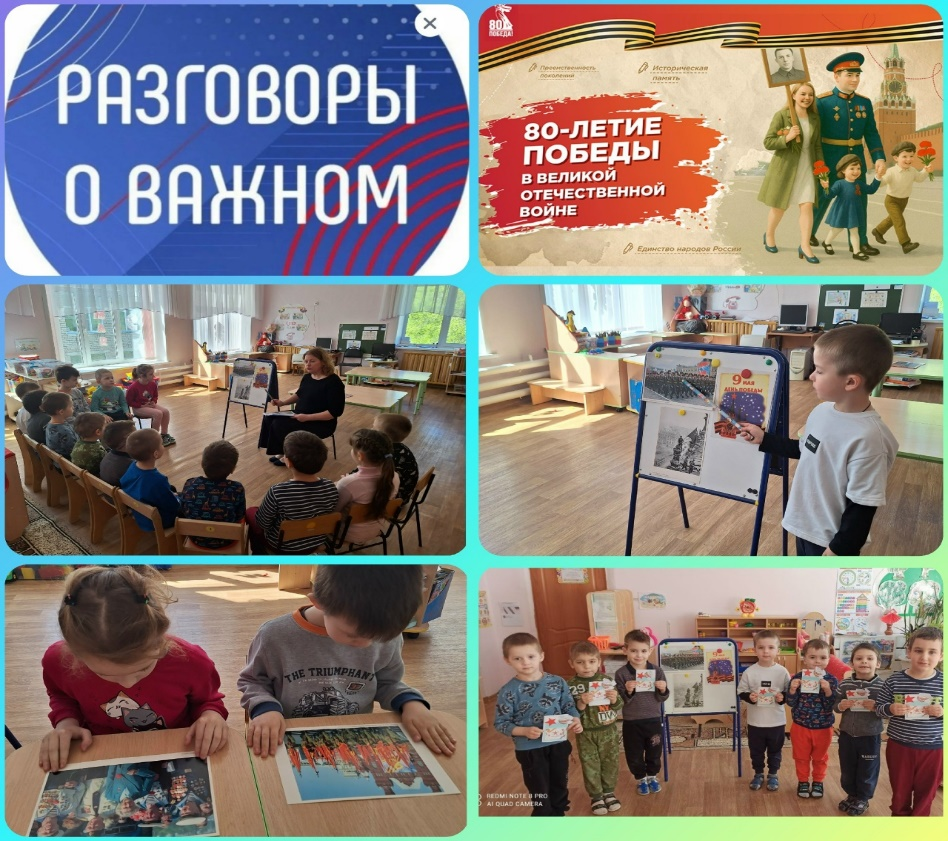 РАЗГОВОРЫ
О ВАЖНОМ
80
ПОБЕДА!
Преемственность
поколений
Историческая
память
80-ЛЕТИЕ
ПОБЕДЫ
В ВЕЛИКОЙ
ОТЕЧЕСТВЕННОЙ
ВОЙНЕ
Единство народов России
9 МАЯ
ДЕНЬ ПОБЕДЫ
THE TRIUMPHANT
29
REDMI NOTE 8 PRO
AI QUAD CAMERA